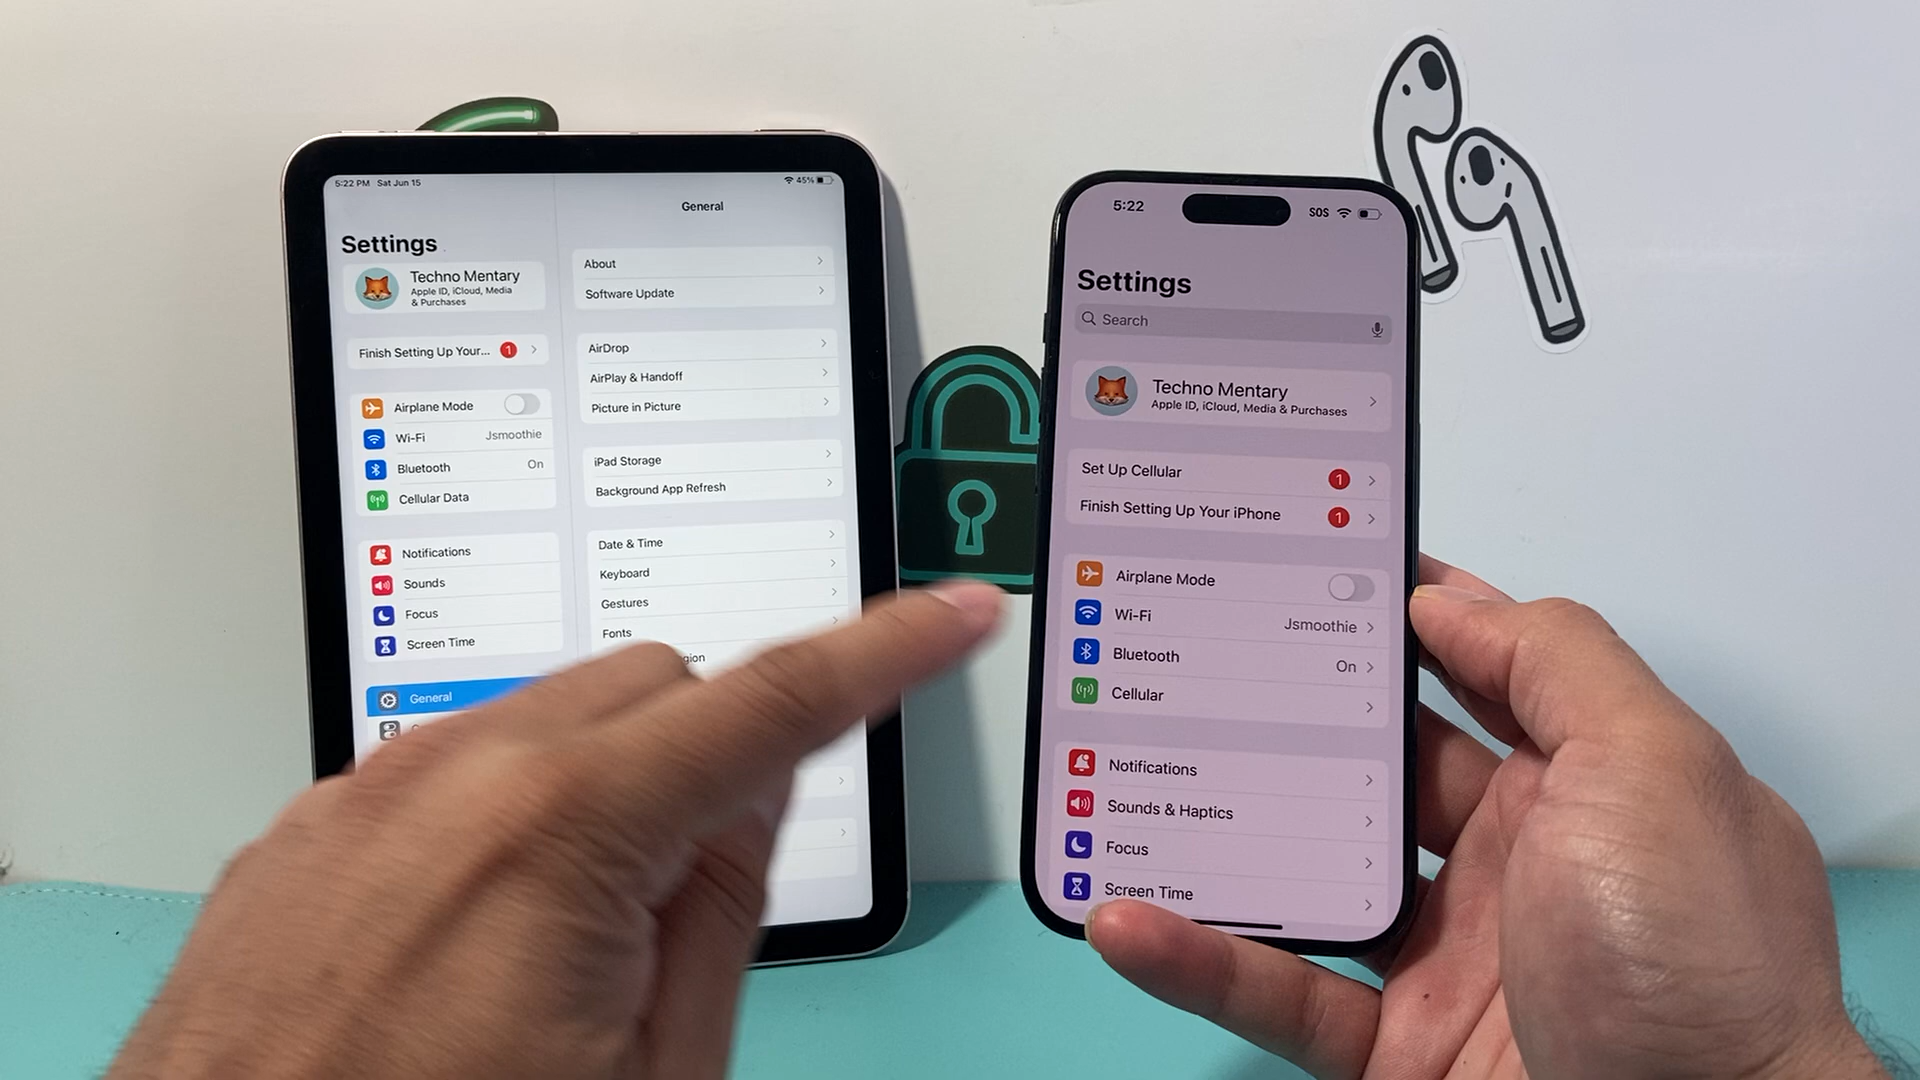 5:22 PM Sat Jun 15
45%
Settings
Techno Mentary
Apple ID, iCloud, Media
& Purchases
Finish Setting Up Your... 1
Airplane Mode
Wi-Fi Jsmoothie
Bluetooth On
Cellular Data
Notifications
Sounds
Focus
Screen Time
General
General
About
Software Update
AirDrop
AirPlay & Handoff
Picture in Picture
iPad Storage
Background App Refresh
Date & Time
Keyboard
Gestures
Fonts
gion
5:22 SOS
Settings
Search
Techno Mentary
Apple ID, iCloud, Media & Purchases
Set Up Cellular 1
Finish Setting Up Your iPhone 1
Airplane Mode
Wi-Fi Jsmoothie
Bluetooth On
Cellular
Notifications
Sounds & Haptics
Focus
Screen Time